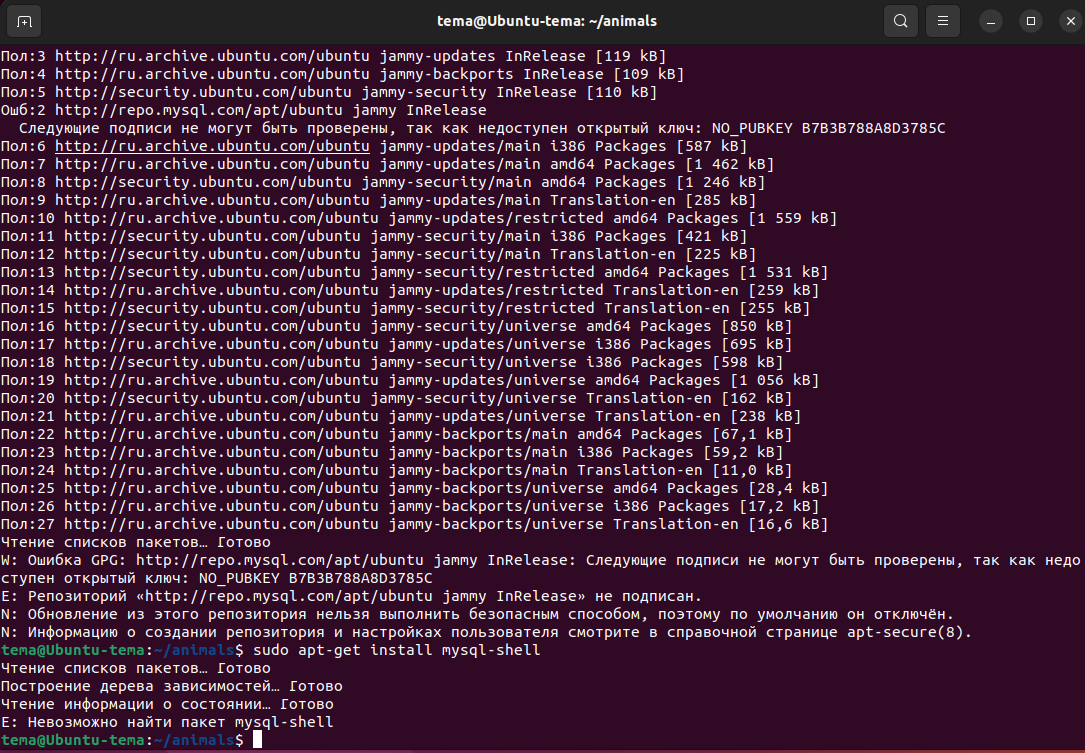 tema@Ubuntu-tema: ~/animals
Пол:3 http://ru.archive.ubuntu.com/ubuntu jammy-updates InRelease [119 kB]
Пол:4 http://ru.archive.ubuntu.com/ubuntu jammy-backports InRelease [109 kB]
Пол:5 http://security.ubuntu.com/ubuntu jammy-security InRelease [110 kB]
Ошб:2 http://repo.mysql.com/apt/ubuntu jammy InRelease
Следующие подписи не могут быть проверены, так как недоступен открытый ключ: NO_PUBKEY B7B3B788A8D3785C
Пол:6 http://ru.archive.ubuntu.com/ubuntu jammy-updates/main i386 Packages [587 kB]
Пол:7 http://ru.archive.ubuntu.com/ubuntu jammy-updates/main amd64 Packages [1 462 kB]
Пол:8 http://security.ubuntu.com/ubuntu jammy-security/main amd64 Packages [1 246 kB]
Пол:9 http://ru.archive.ubuntu.com/ubuntu jammy-updates/main Translation-en [285 kB]
Пол:10 http://ru.archive.ubuntu.com/ubuntu jammy-updates/restricted amd64 Packages [1 559 kB]
Пол:11 http://security.ubuntu.com/ubuntu jammy-security/main i386 Packages [421 kB]
Пол:12 http://security.ubuntu.com/ubuntu jammy-security/main Translation-en [225 kB]
Пол:13 http://security.ubuntu.com/ubuntu jammy-security/restricted amd64 Packages [1 531 kB]
Пол:14 http://ru.archive.ubuntu.com/ubuntu jammy-updates/restricted Translation-en [259 kB]
Пол:15 http://security.ubuntu.com/ubuntu jammy-security/restricted Translation-en [255 kB]
Пол:16 http://security.ubuntu.com/ubuntu jammy-security/universe amd64 Packages [850 kB]
Пол:17 http://ru.archive.ubuntu.com/ubuntu jammy-updates/universe i386 Packages [695 kB]
Пол:18 http://security.ubuntu.com/ubuntu jammy-security/universe i386 Packages [598 kB]
Пол:19 http://ru.archive.ubuntu.com/ubuntu jammy-updates/universe amd64 Packages [1 056 kB]
Пол:20 http://security.ubuntu.com/ubuntu jammy-security/universe Translation-en [162 kB]
Пол:21 http://ru.archive.ubuntu.com/ubuntu jammy-updates/universe Translation-en [238 kB]
Пол:22 http://ru.archive.ubuntu.com/ubuntu jammy-backports/main amd64 Packages [67,1 kB]
Пол:23 http://ru.archive.ubuntu.com/ubuntu jammy-backports/main i386 Packages [59,2 kB]
Пол:24 http://ru.archive.ubuntu.com/ubuntu jammy-backports/main Translation-en [11,0 kB]
Пол:25 http://ru.archive.ubuntu.com/ubuntu jammy-backports/universe amd64 Packages [28,4 kB]
Пол:26 http://ru.archive.ubuntu.com/ubuntu jammy-backports/universe i386 Packages [17,2 kB]
Пол:27 http://ru.archive.ubuntu.com/ubuntu jammy-backports/universe Translation-en [16,6 kB]
Чтение списков пакетов… Готово
W: Ошибка GPG: http://repo.mysql.com/apt/ubuntu jammy InRelease: Следующие подписи не могут быть проверены, так как недо
ступен открытый ключ: NO_PUBKEY B7B3B788A8D3785C
E: Репозиторий «http://repo.mysql.com/apt/ubuntu jammy InRelease» не подписан.
N: Обновление из этого репозитория нельзя выполнить безопасным способом, поэтому по умолчанию он отключён.
N: Информацию о создании репозитория и настройках пользователя смотрите в справочной странице apt-secure(8).
tema@Ubuntu-tema:~/animals$ sudo apt-get install mysql-shell
Чтение списков пакетов… Готово
Построение дерева зависимостей… Готово
Чтение информации о состоянии… Готово
E: Невозможно найти пакет mysql-shell
tema@Ubuntu-tema:~/animals$